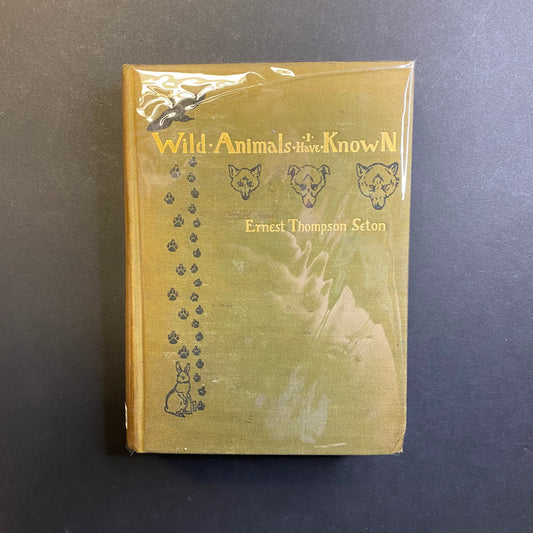 Wild · Animals · I · Have · Known
Ernest Thompson Seton